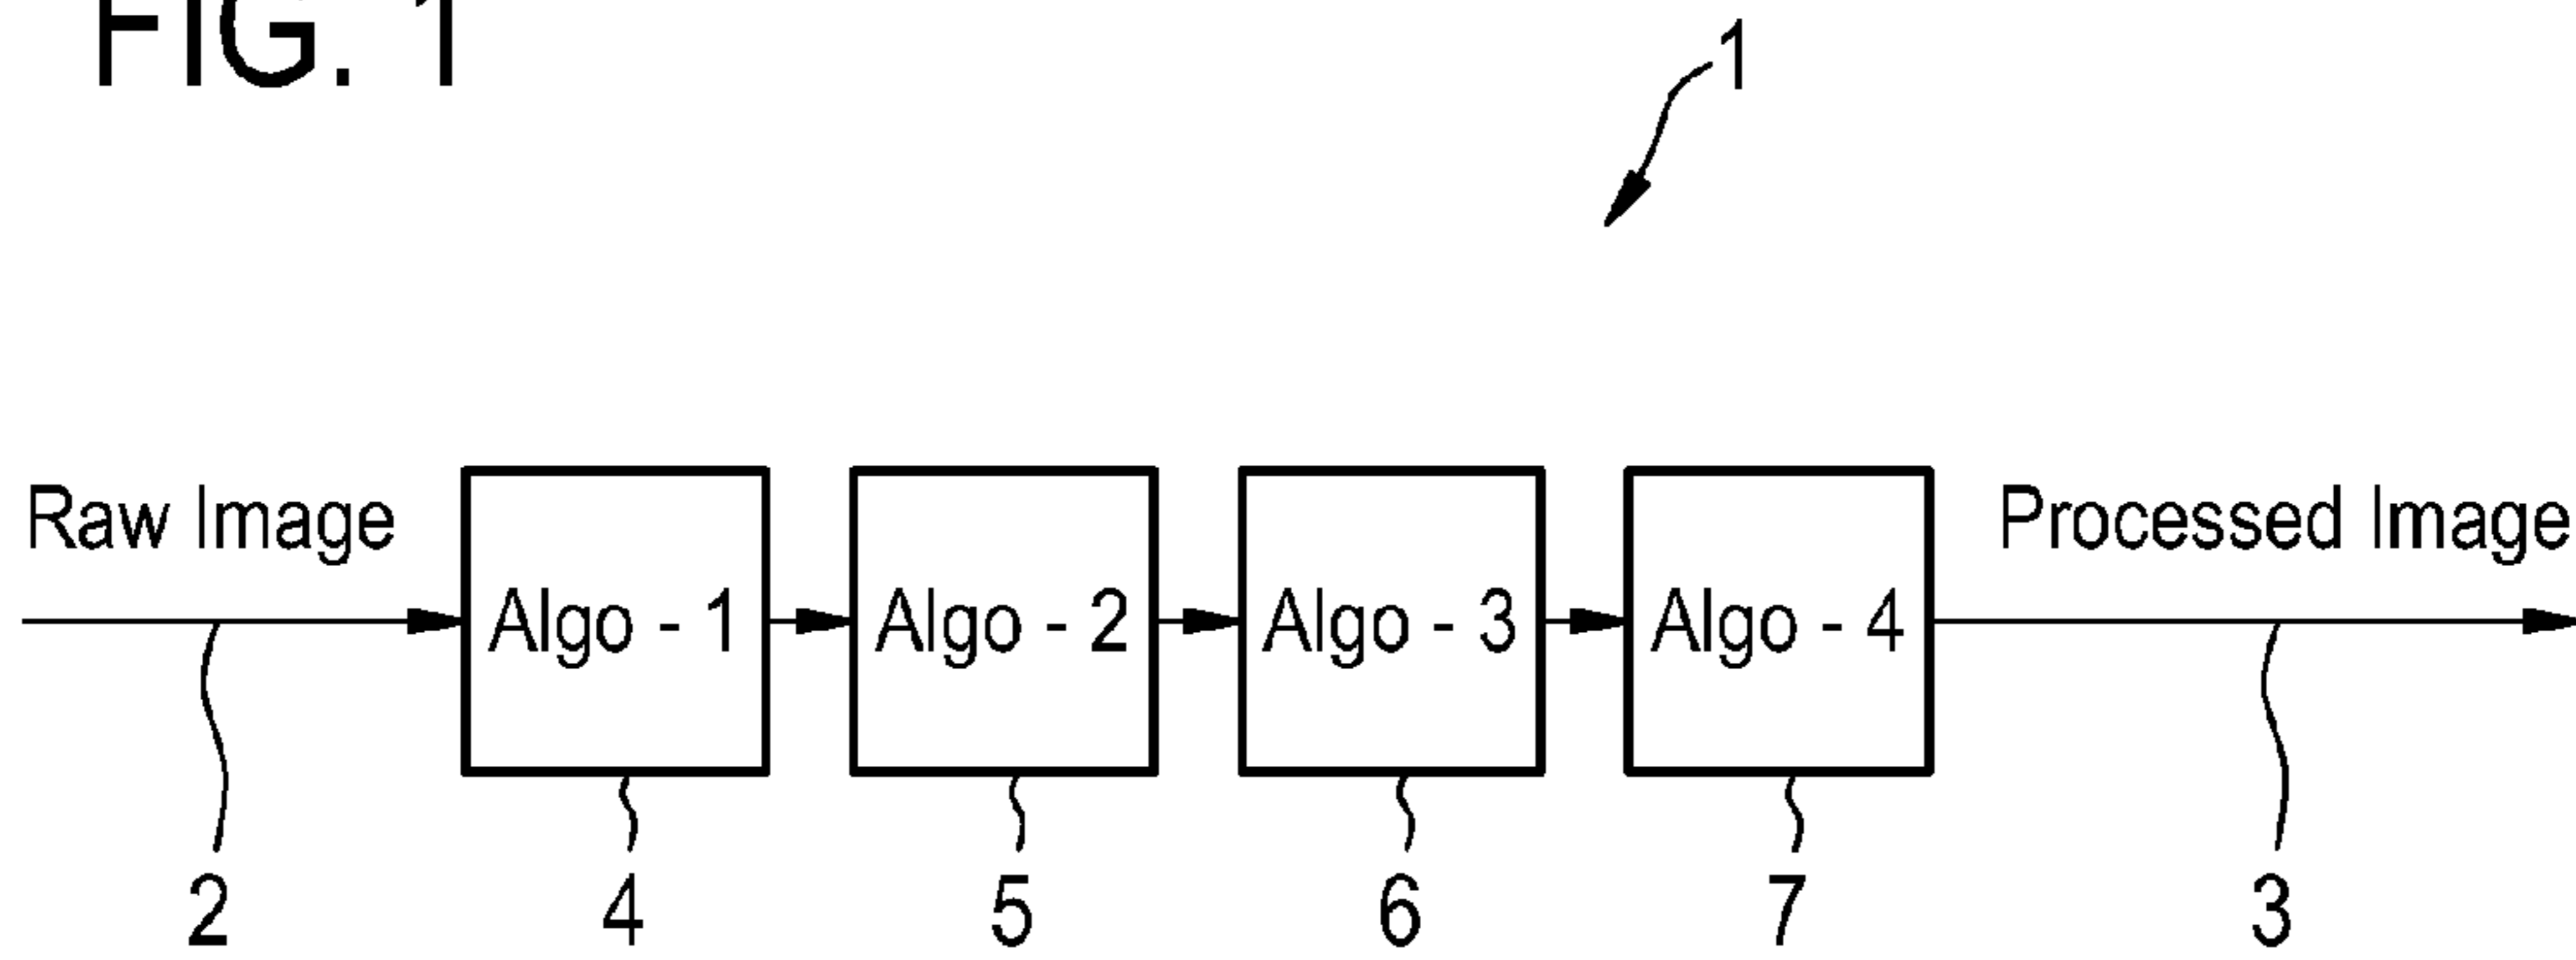 FIG. 1
1
Raw Image
Algo - 1
Algo - 2
Algo - 3
Algo - 4
Processed Image
2
4
5
6
7
3